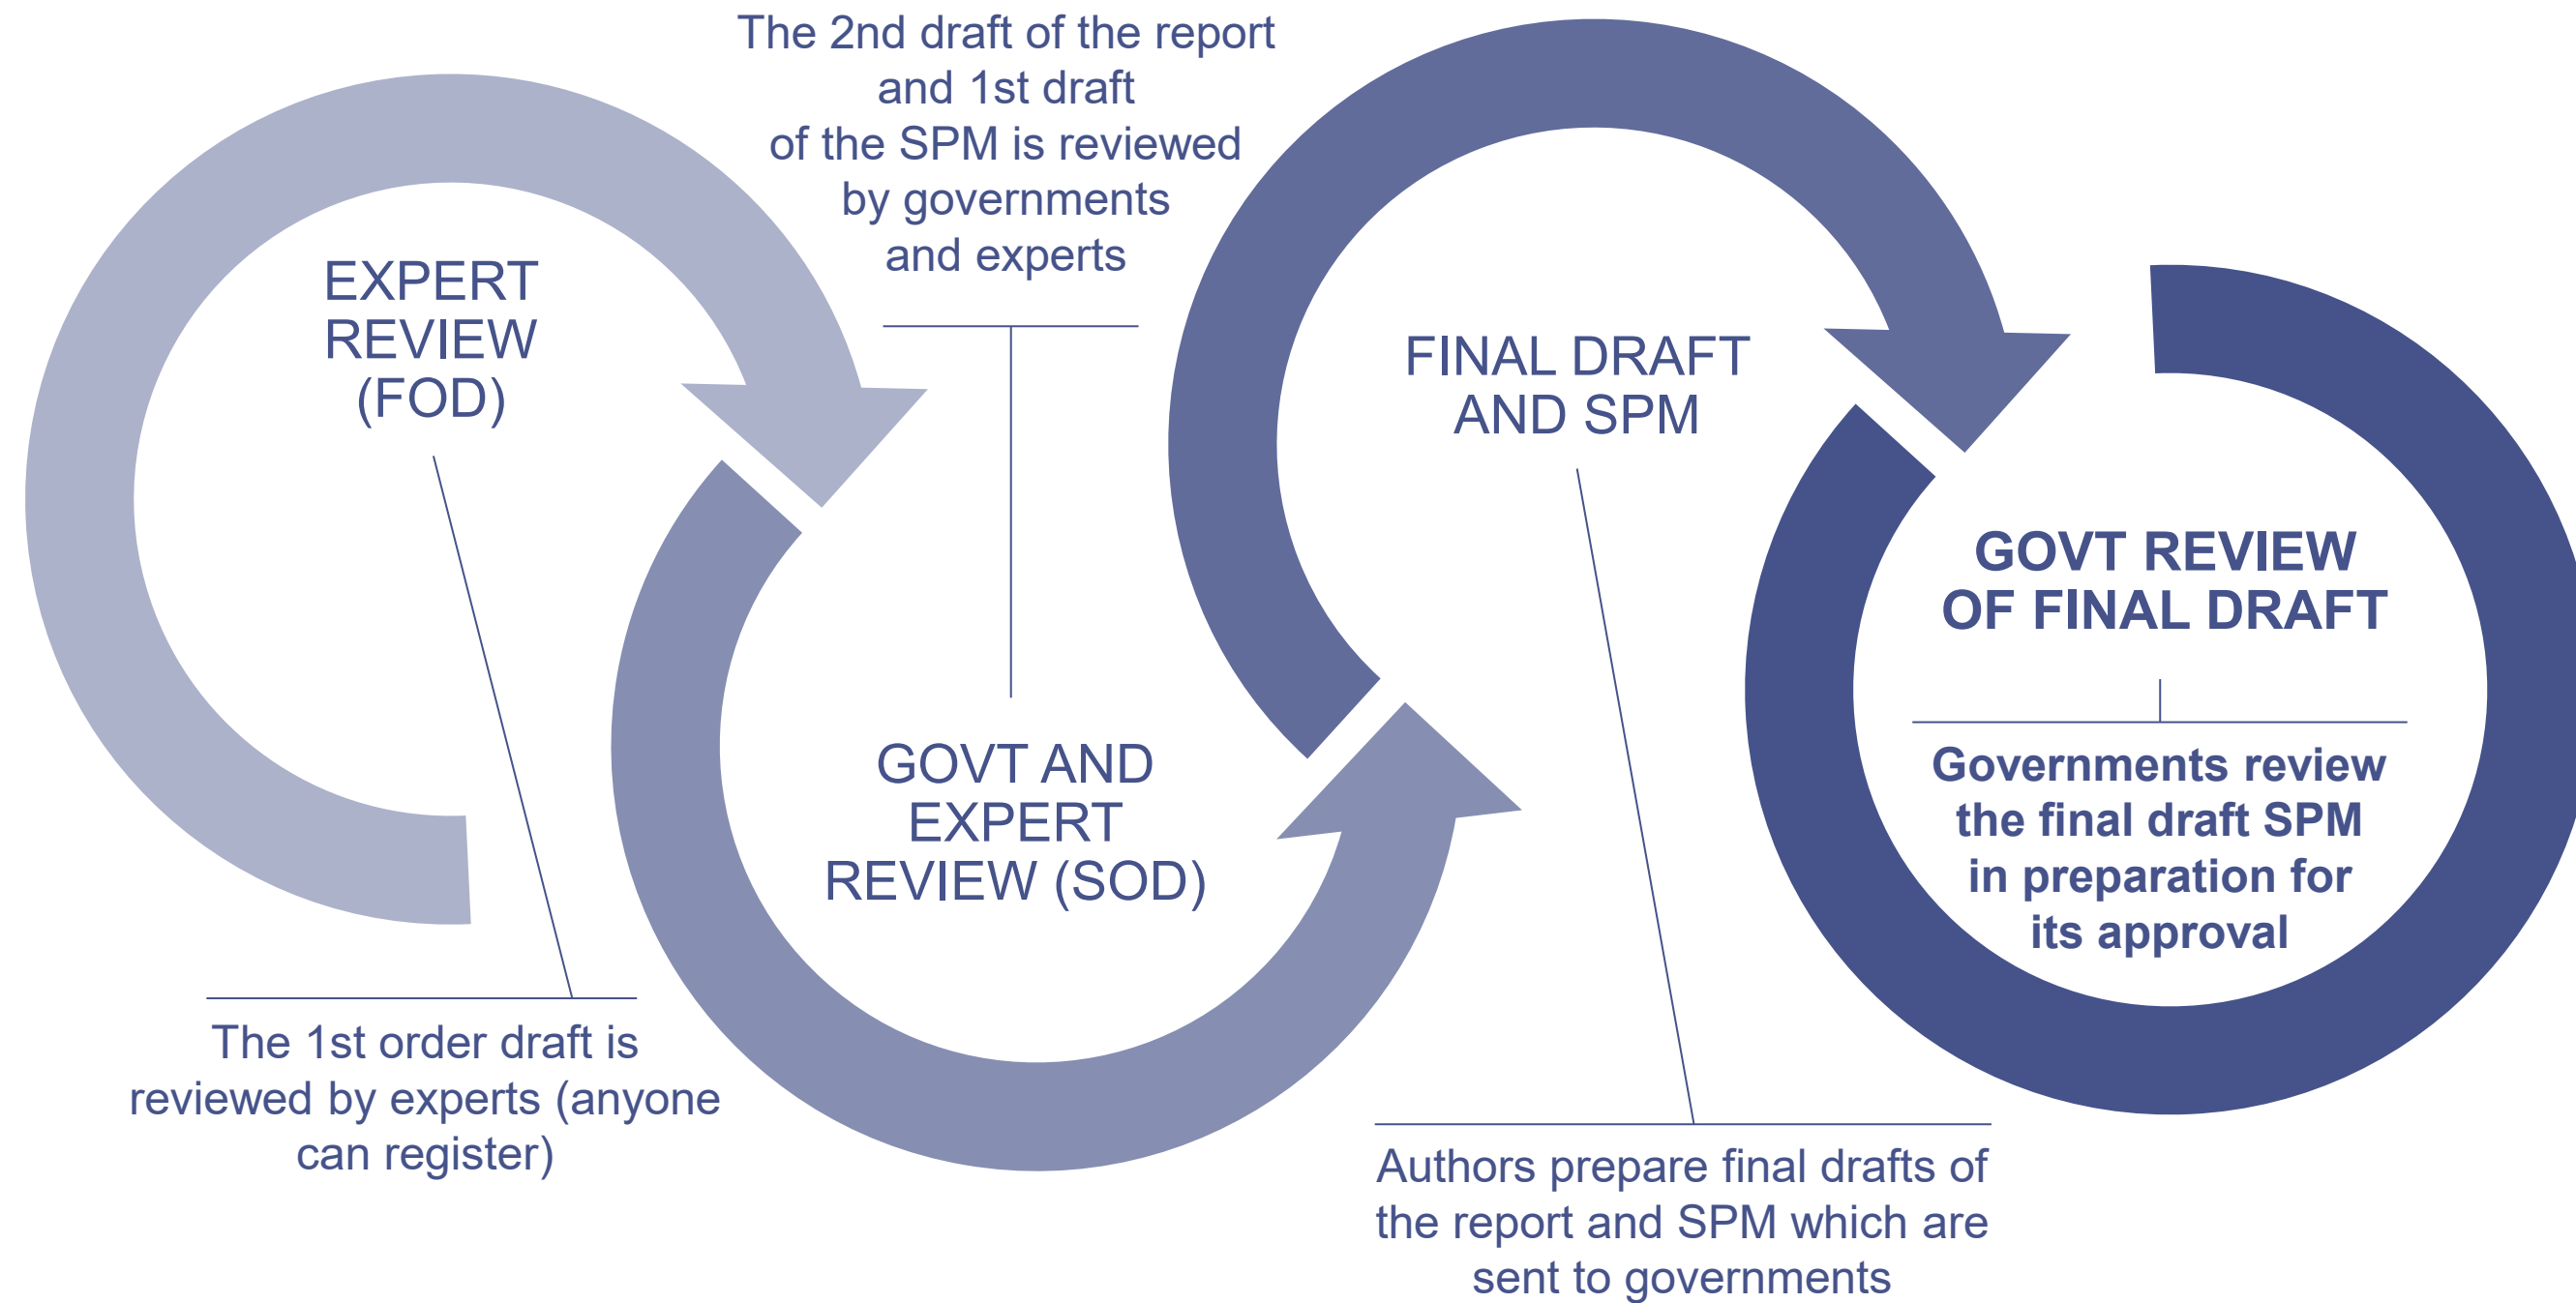 EXPERT
REVIEW
(FOD)
The 1st order draft is
reviewed by experts (anyone
can register)
The 2nd draft of the report
and 1st draft
of the SPM is reviewed
by governments
and experts
GOVT AND
EXPERT
REVIEW (SOD)
FINAL DRAFT
AND SPM
Authors prepare final drafts of
the report and SPM which are
sent to governments
GOVT REVIEW
OF FINAL DRAFT
Governments review
the final draft SPM
in preparation for
its approval